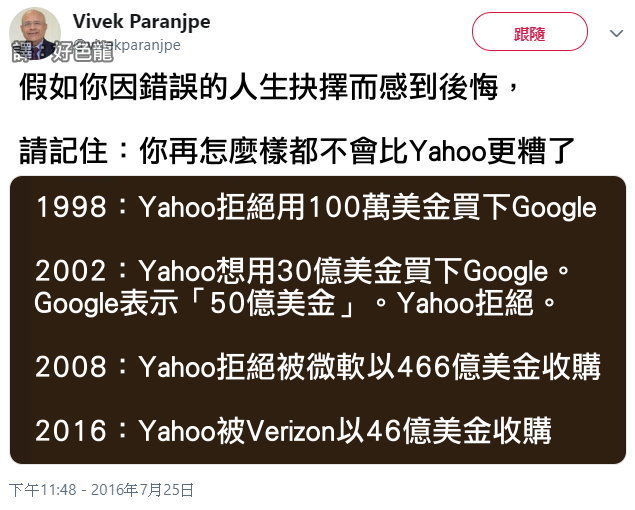 Vivek Paranjpe
譯：好色龍
vekparanjpe
跟隨
假如你因錯誤的人生抉擇而感到後悔，
請記住：你再怎麼樣都不會比Yahoo更糟了
1998：Yahoo拒絕用100萬美金買下Google
2002：Yahoo想用30億美金買下Google。
Google表示「50億美金」。Yahoo拒絕。
2008：Yahoo拒絕被微軟以466億美金收購
2016：Yahoo被Verizon以46億美金收購
下午11:48 - 2016年7月25日